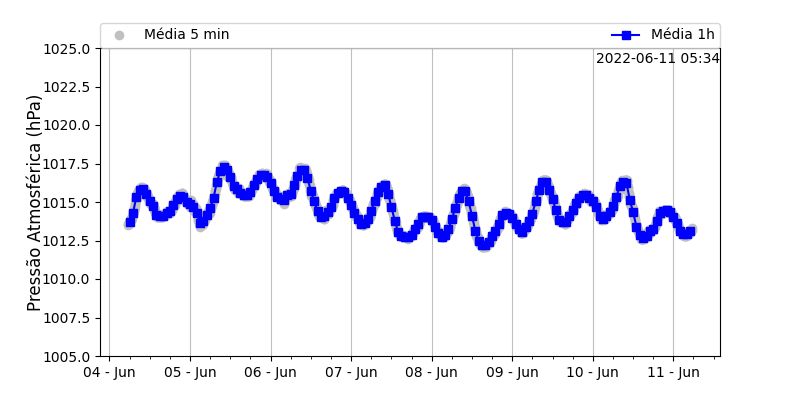 Média 5 min
Média 1h
2022-06-11 05:34
Pressão Atmosférica (hPa)
1025.0
1022.5
1020.0
1017.5
1015.0
1012.5
1010.0
1007.5
1005.0
04 - Jun
05 - Jun
06 - Jun
07 - Jun
08 - Jun
09 - Jun
10 - Jun
11 - Jun